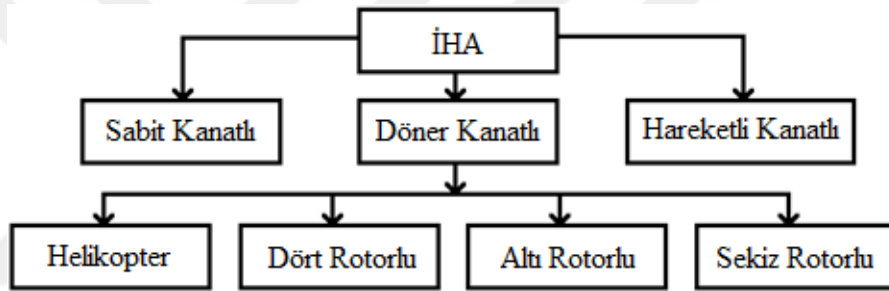 İHA
Sabit Kanatlı
Döner Kanatlı
Hareketli Kanatlı
Helikopter
Dört Rotorlu
Altı Rotorlu
Sekiz Rotorlu